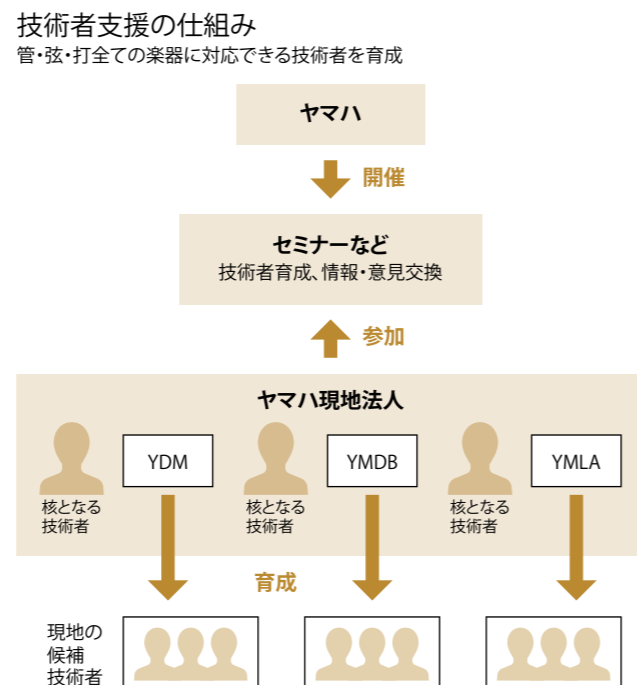 技術者支援の仕組み
管・弦・打全ての楽器に対応できる技術者を育成
ヤマハ
開催
セミナーなど
技術者育成、情報・意見交換
参加
ヤマハ現地法人
YDM
YMDB
YMLA
核となる
技術者
核となる
技術者
核となる
技術者
育成
現地の
候補
技術者